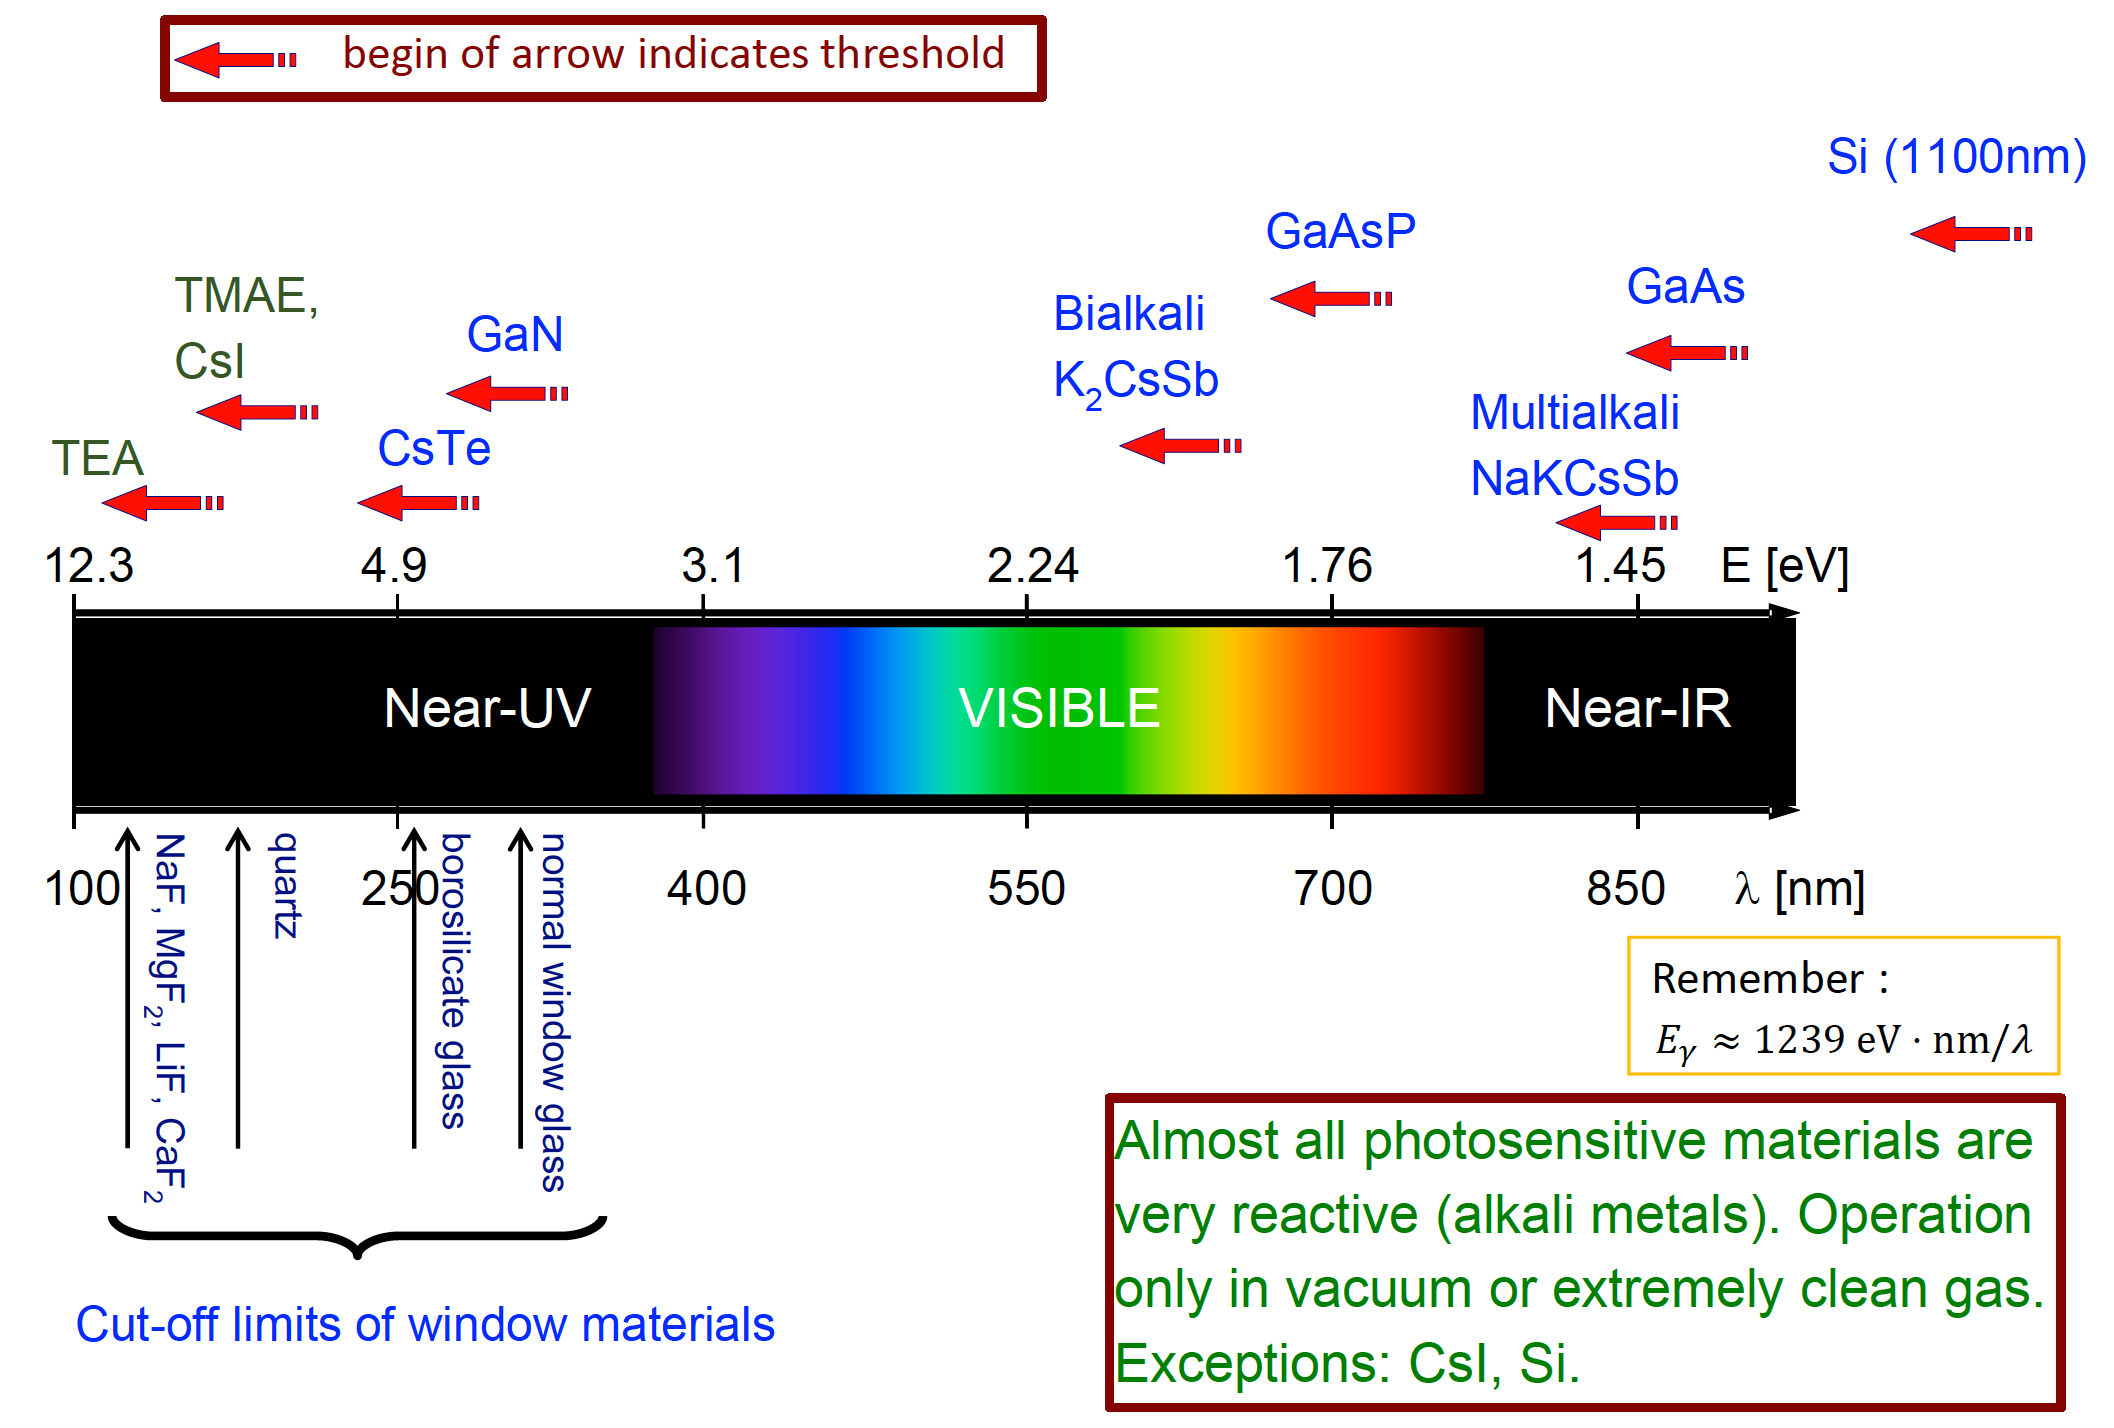 begin of arrow indicates threshold
Si (1100nm)
GaAsP
GaAs
TMAE,
CsI
GaN
Bialkali
K₂CsSb
Multialkali
NaKCsSb
TEA
CsTe
12.3 4.9 3.1 2.24 1.76 1.45 E [eV]
Near-UV VISIBLE Near-IR
100 250 400 550 700 850 λ [nm]
NaF, MgF₂, LiF, CaF₂
quartz
borosilicate glass
normal window glass
Cut-off limits of window materials
Remember :
E_γ ≈ 1239 eV · nm/λ
Almost all photosensitive materials are
very reactive (alkali metals). Operation
only in vacuum or extremely clean gas.
Exceptions: CsI, Si.